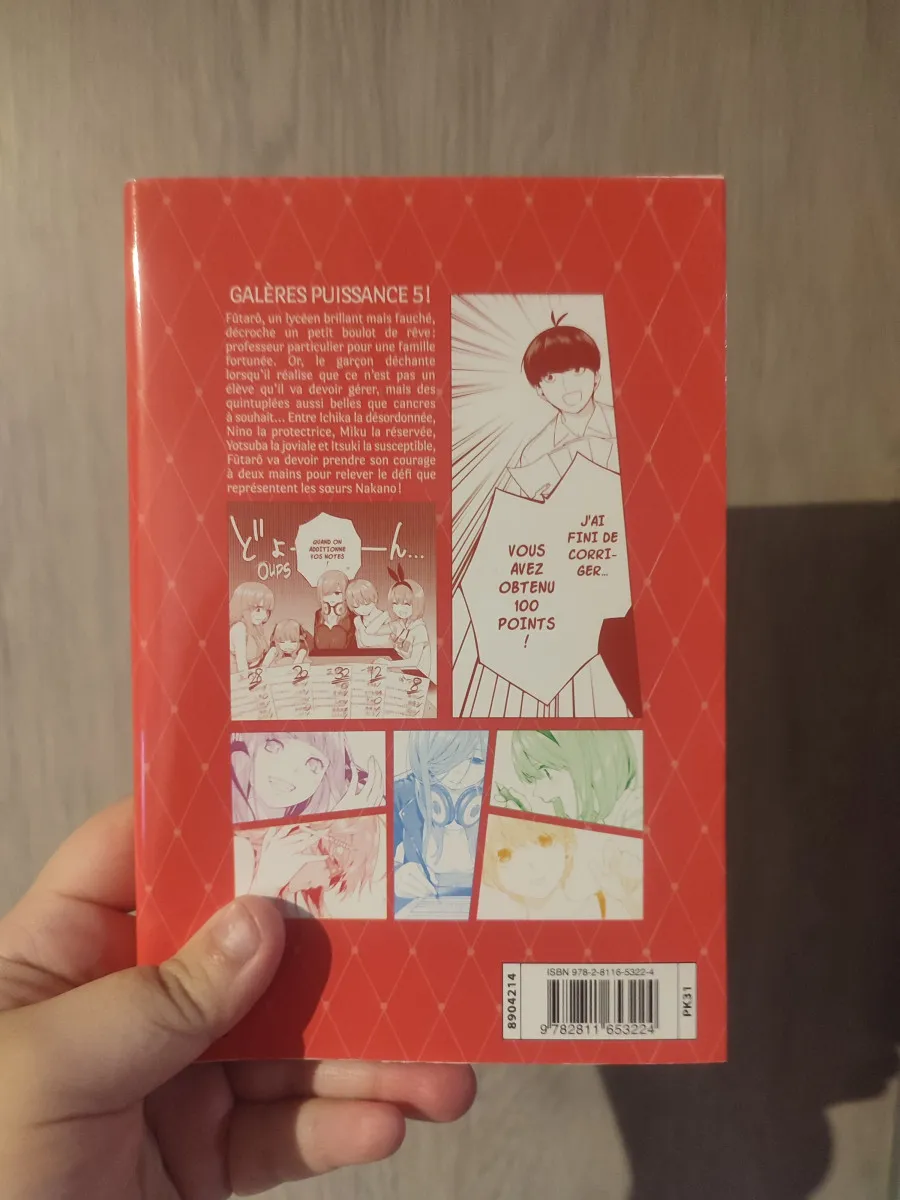 GALÈRES PUISSANCE 5 !
Fûtarô, un lycéen brillant mais fauché,
décroche un petit boulot de rêve :
professeur particulier pour une famille
fortunée. Or, le garçon déchante
lorsqu'il réalise que ce n'est pas un
élève qu'il va devoir gérer, mais des
quintuplées aussi belles que cancres
à souhait... Entre Ichika la désordonnée,
Nino la protectrice, Miku la réservée,
Yotsuba la joviale et Itsuki la susceptible,
Fûtarô va devoir prendre son courage
à deux mains pour relever le défi que
représentent les sœurs Nakano !
J'AI
FINI DE
CORRI-
GER...
VOUS
AVEZ
OBTENU
100
POINTS
!
どよーーん...
OUPS
QUAND ON
ADDITIONNE
VOS NOTES
!
28
20
32
12
8
8904214
ISBN 978-2-8116-5322-4
9 782811 653224
PK31